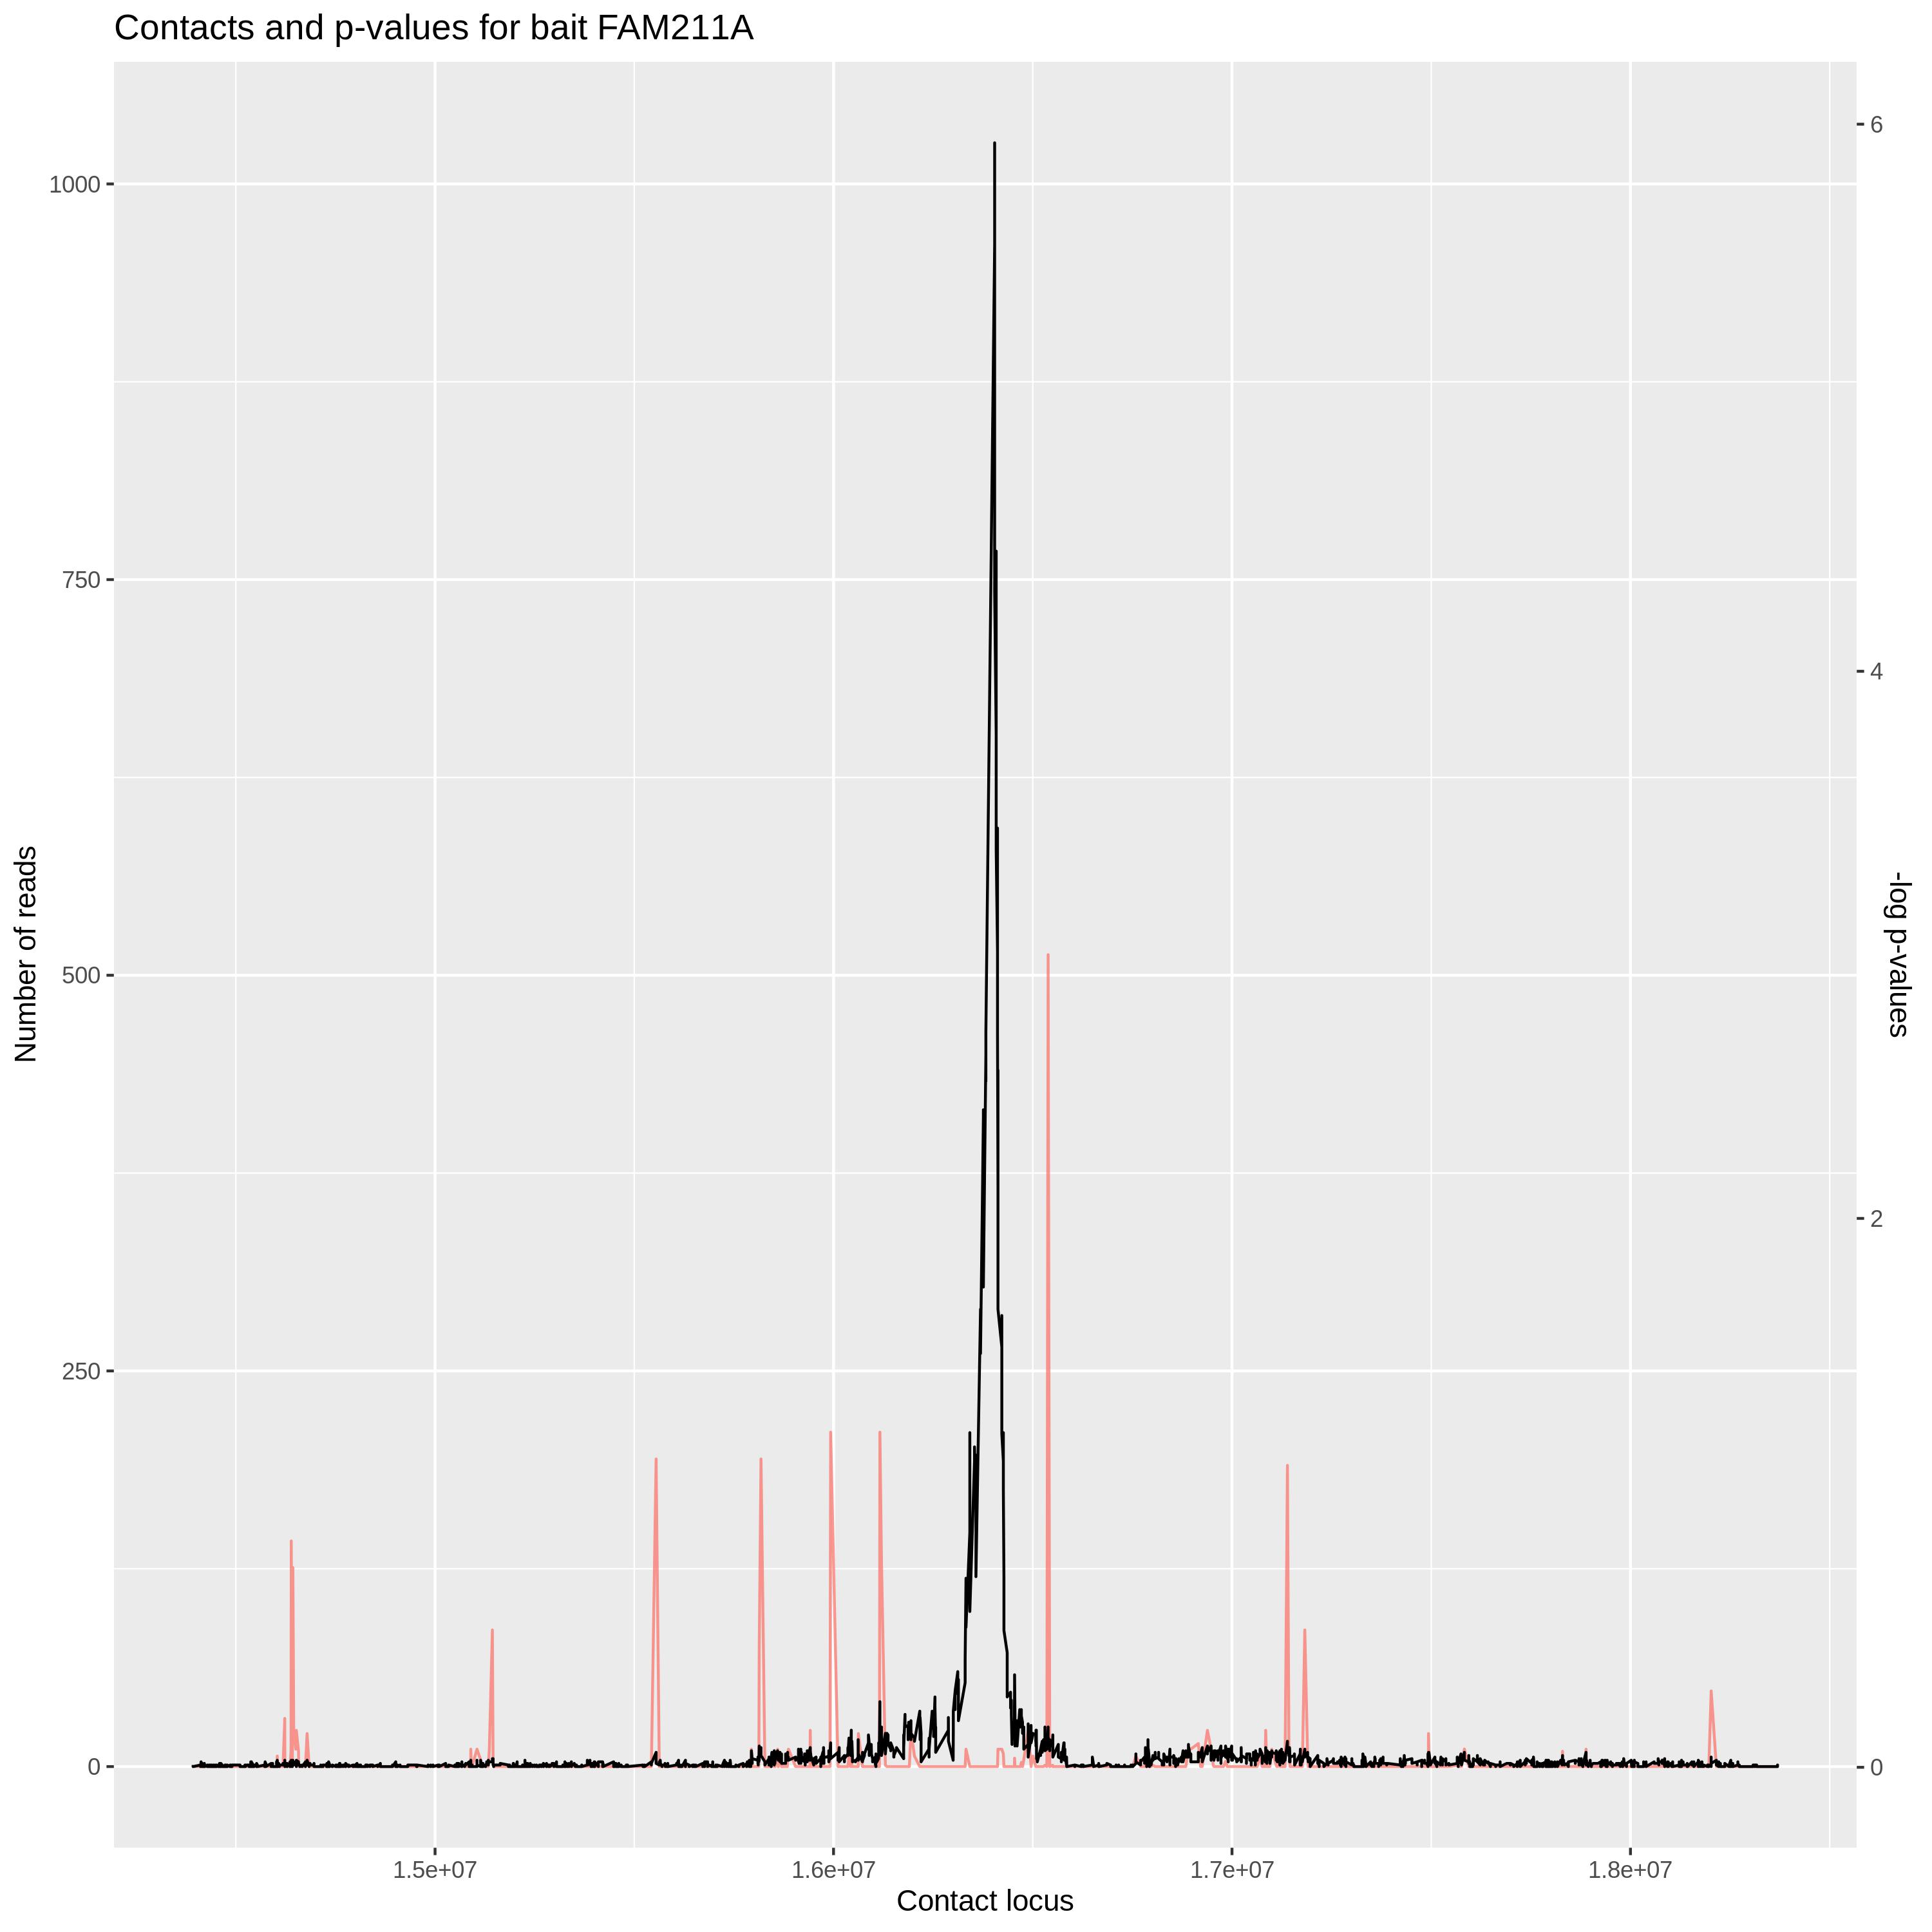 Contacts and p-values for bait FAM211A
1000
750
500
250
0
Number of reads
6
4
2
0
-log p-values
1.5e+07 1.6e+07 1.7e+07 1.8e+07
Contact locus